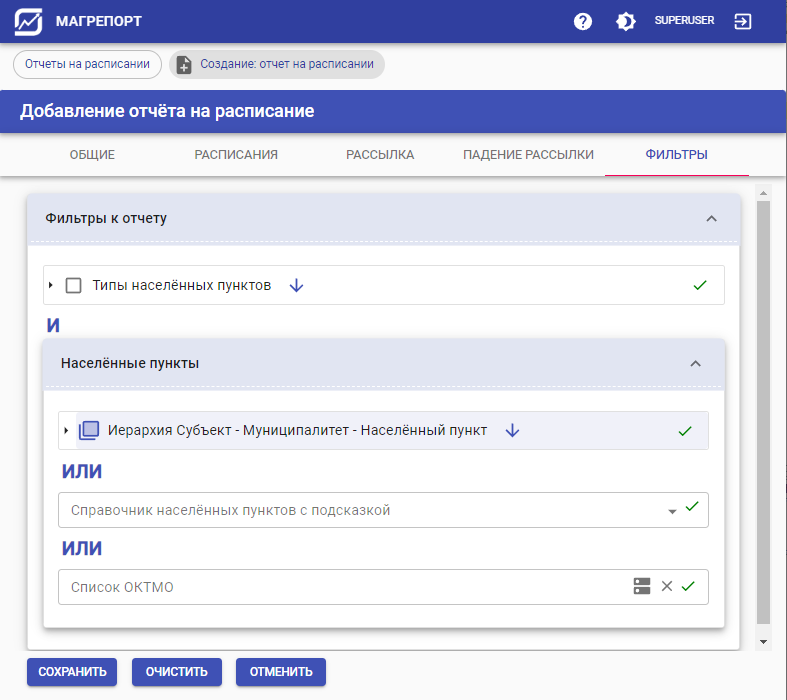 МАГРЕПОРТ
SUPERUSER
Отчеты на расписании
Создание: отчет на расписании
Добавление отчёта на расписание
ОБЩИЕ РАСПИСАНИЯ РАССЫЛКА ПАДЕНИЕ РАССЫЛКИ ФИЛЬТРЫ
Фильтры к отчету
Типы населённых пунктов
И
Населённые пункты
Иерархия Субъект - Муниципалитет - Населённый пункт
ИЛИ
Справочник населённых пунктов с подсказкой
ИЛИ
Список ОКТМО
СОХРАНИТЬ ОЧИСТИТЬ ОТМЕНИТЬ